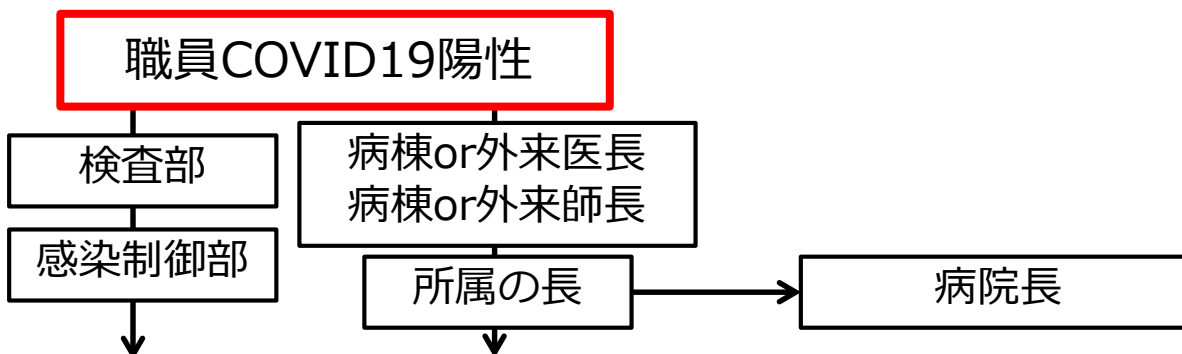 職員COVID19陽性
検査部
病棟or外来医長
病棟or外来師長
感染制御部
所属の長
病院長